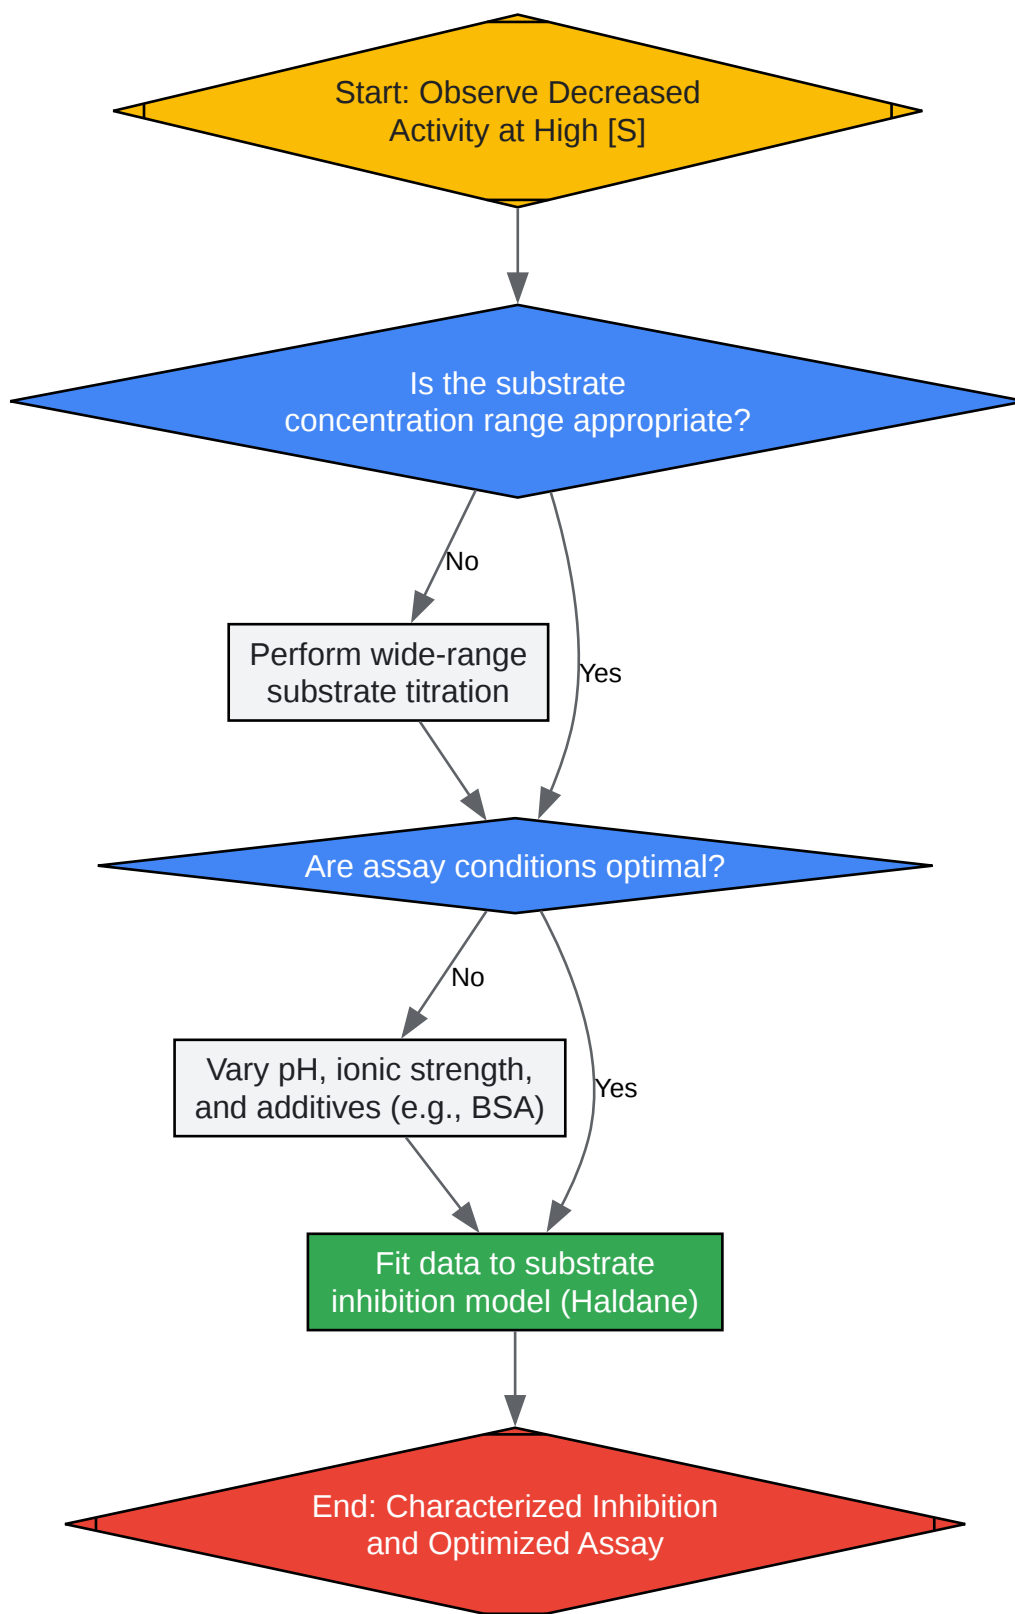 Start: Observe Decreased
Activity at High [S]
Is the substrate
concentration range appropriate?
No
Perform wide-range
substrate titration
Yes
Are assay conditions optimal?
No
Vary pH, ionic strength,
and additives (e.g., BSA)
Yes
Fit data to substrate
inhibition model (Haldane)
End: Characterized Inhibition
and Optimized Assay